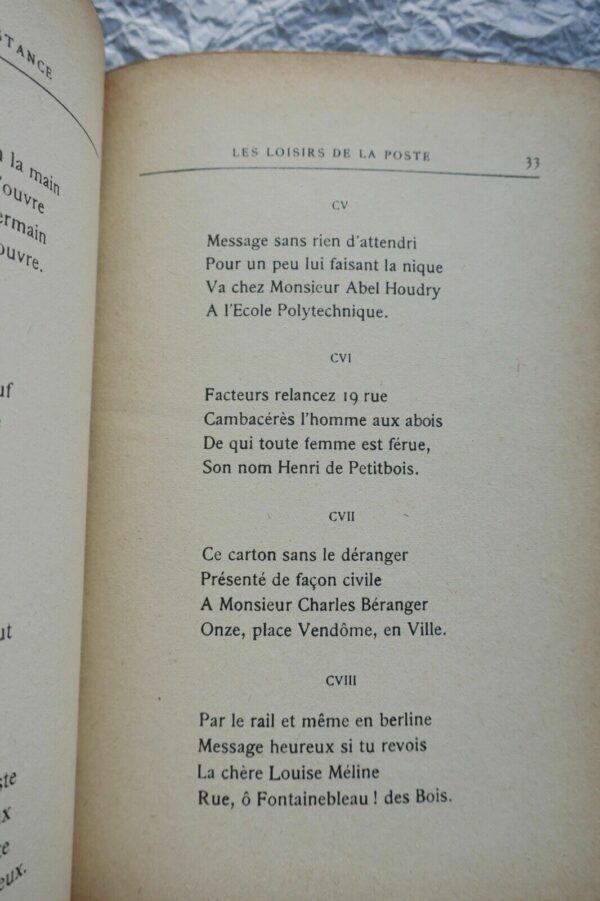 la main
ouvre
LES LOISIRS DE LA POSTE 33
CV
Message sans rien d'attendri
Pour un peu lui faisant la nique
Va chez Monsieur Abel Houdry
A l'Ecole Polytechnique.
CVI
Facteurs relancez 19 rue
Cambacérès l'homme aux abois
De qui toute femme est férue,
Son nom Henri de Petitbois.
CVII
Ce carton sans le déranger
Présenté de façon civile
A Monsieur Charles Béranger
Onze, place Vendôme, en Ville.
CVIII
Par le rail et même en berline
Message heureux si tu revois
La chère Louise Méline
Rue, ô Fontainebleau ! des Bois.